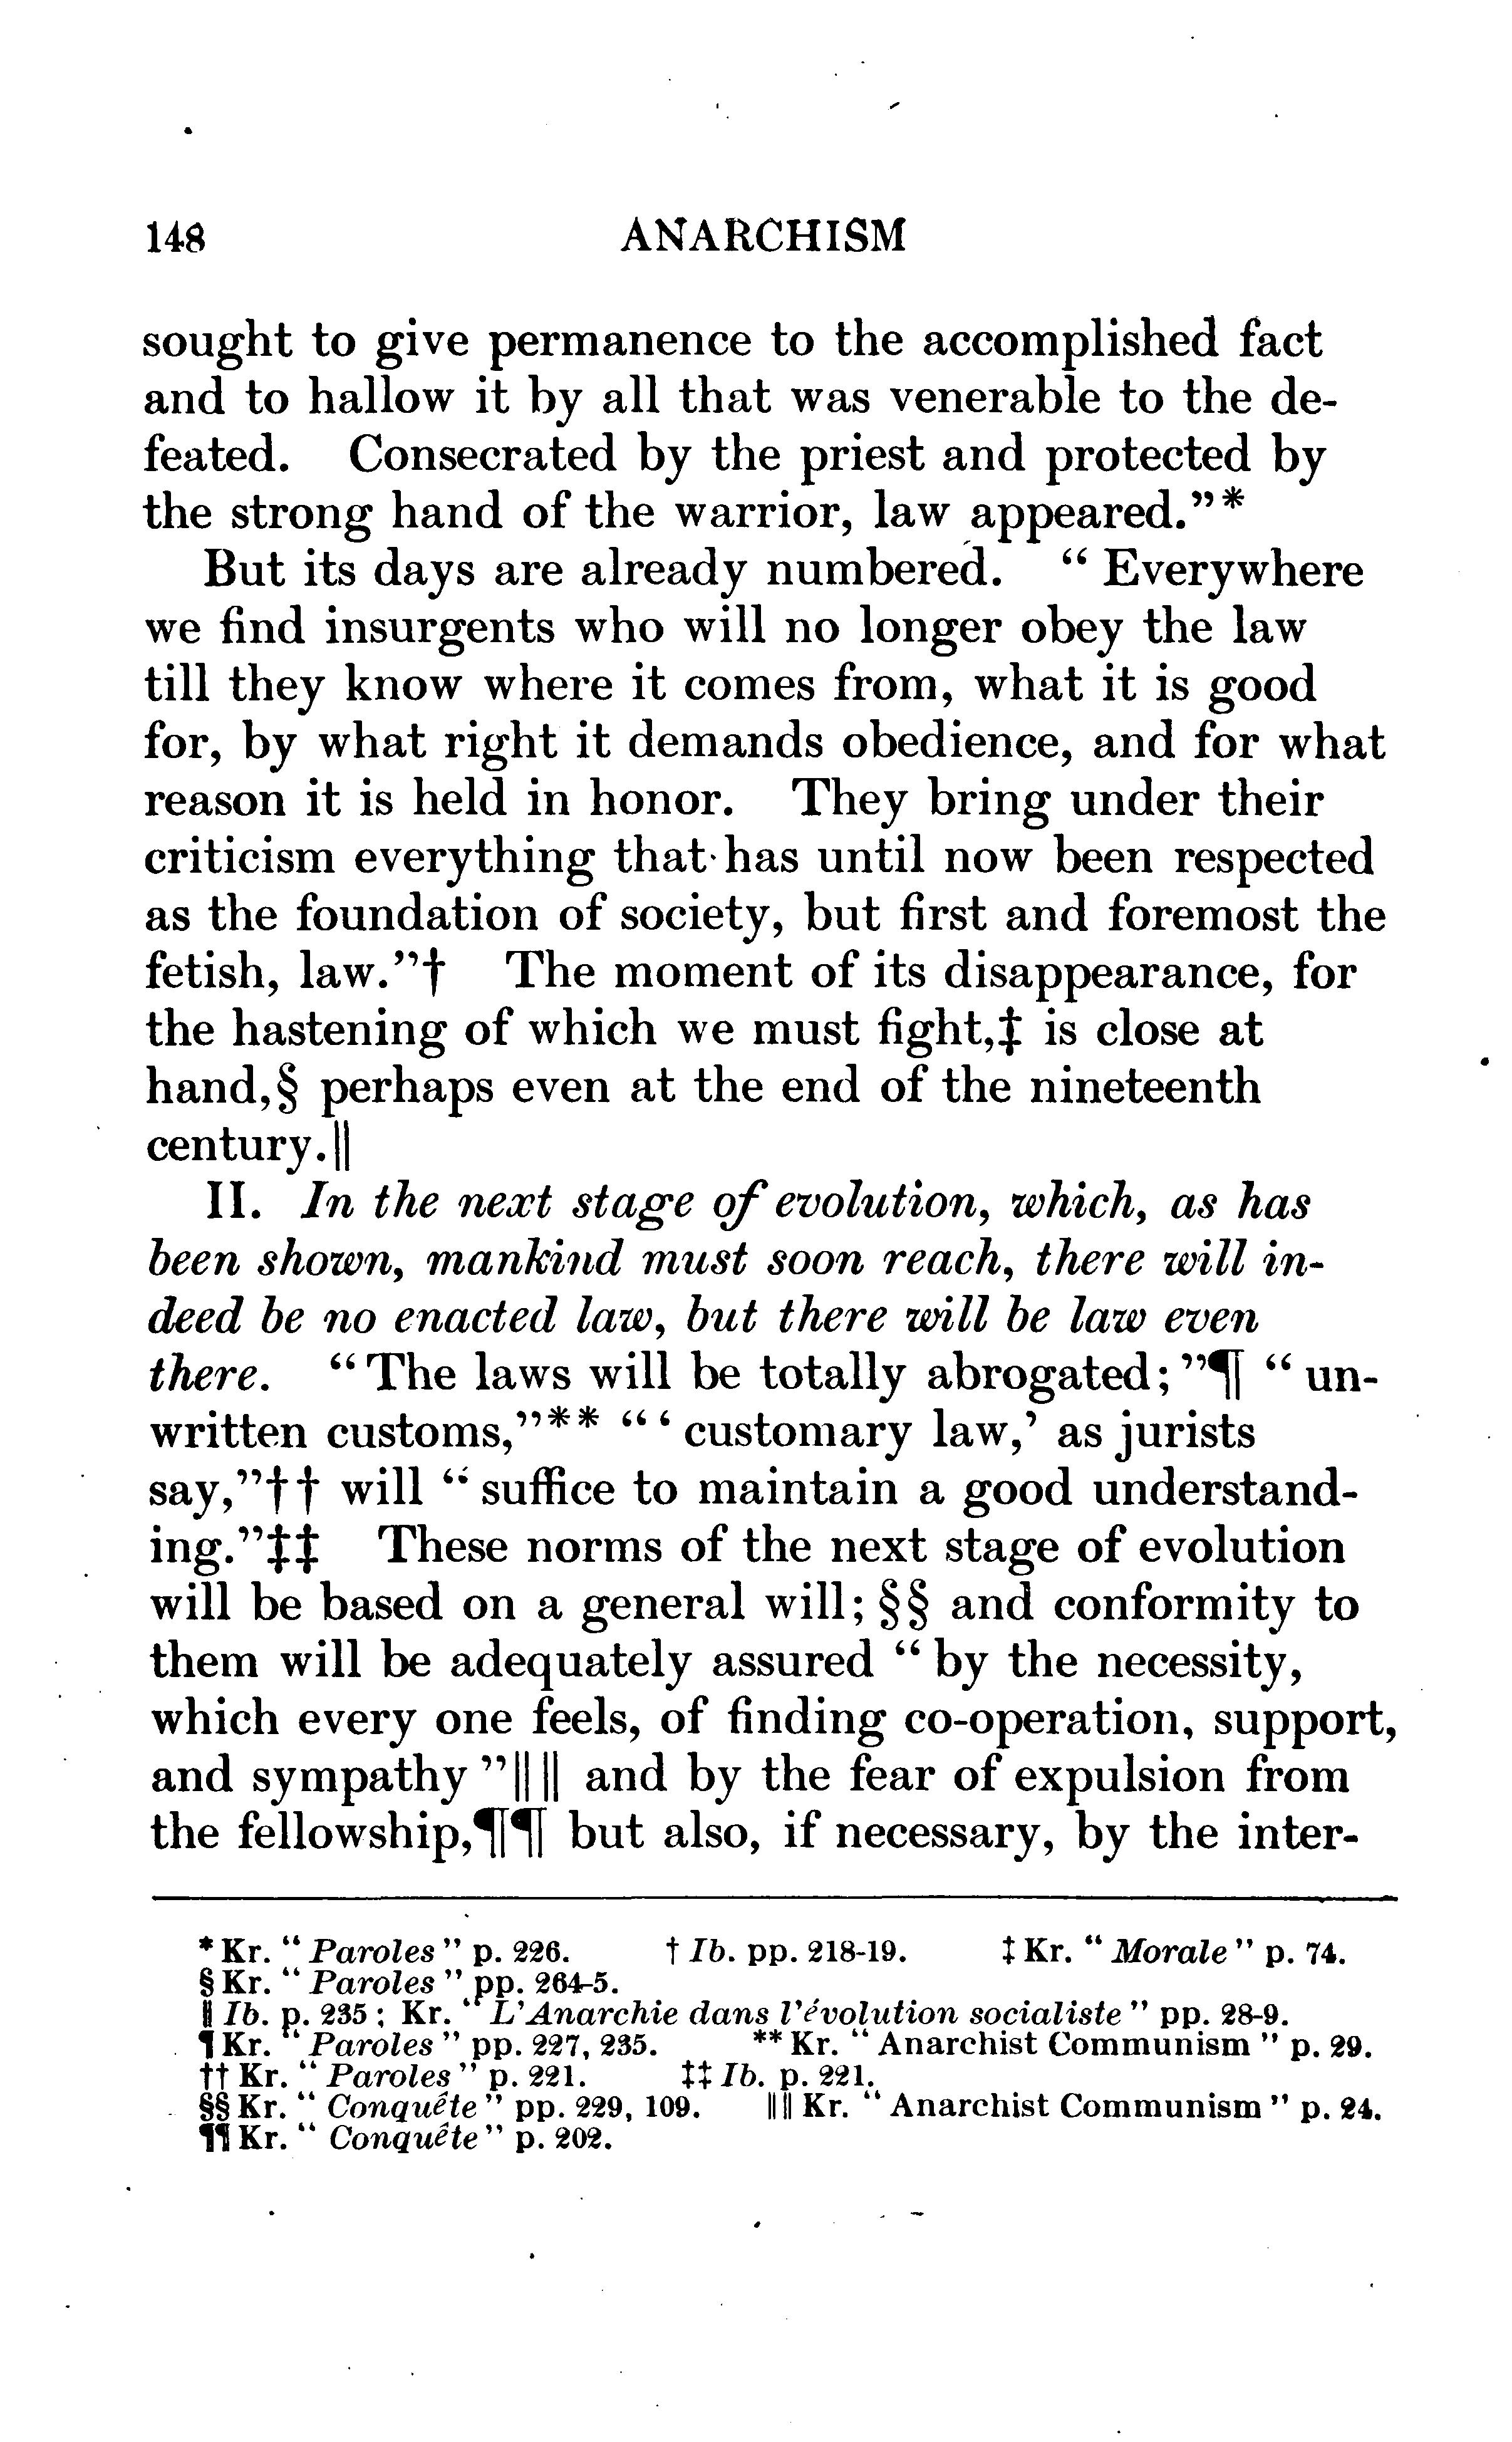 148 ANARCHISM
sought to give permanence to the accomplished fact
and to hallow it by all that was venerable to the de-
feated. Consecrated by the priest and protected by
the strong hand of the warrior, law appeared."*
But its days are already numbered. "Everywhere
we find insurgents who will no longer obey the law
till they know where it comes from, what it is good
for, by what right it demands obedience, and for what
reason it is held in honor. They bring under their
criticism everything that has until now been respected
as the foundation of society, but first and foremost the
fetish, law."† The moment of its disappearance, for
the hastening of which we must fight,‡ is close at
hand,§ perhaps even at the end of the nineteenth
century.‖
II. In the next stage of evolution, which, as has
been shown, mankind must soon reach, there will in-
deed be no enacted law, but there will be law even
there. "The laws will be totally abrogated;"¶ "un-
written customs,"** "'customary law,' as jurists
say,"†† will "suffice to maintain a good understand-
ing."‡‡ These norms of the next stage of evolution
will be based on a general will;§§ and conformity to
them will be adequately assured "by the necessity,
which every one feels, of finding co-operation, support,
and sympathy"‖‖ and by the fear of expulsion from
the fellowship,¶¶ but also, if necessary, by the inter-
* Kr. "Paroles" p. 226. † Ib. pp. 218-19. ‡ Kr. "Morale" p. 74.
§ Kr. "Paroles" pp. 264-5.
‖ Ib. p. 235; Kr. "L'Anarchie dans l'évolution socialiste" pp. 28-9.
¶ Kr. "Paroles" pp. 227, 235. ** Kr. "Anarchist Communism" p. 29.
†† Kr. "Paroles" p. 221. ‡‡ Ib. p. 221.
§§ Kr. "Conquête" pp. 229, 109. ‖‖ Kr. "Anarchist Communism" p. 24.
¶¶ Kr. "Conquête" p. 202.